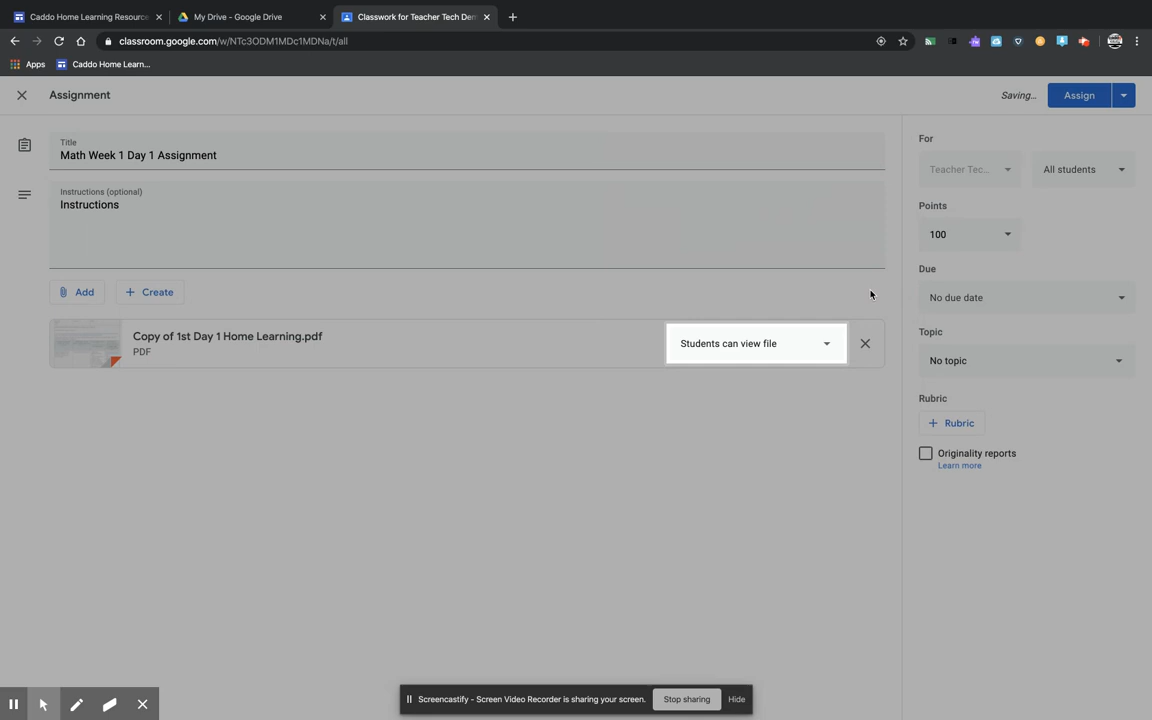 Caddo Home Learning Resource
My Drive - Google Drive
Classwork for Teacher Tech Dem
classroom.google.com/w/NTc3ODM1MDc1MDNa/t/all
Apps
Caddo Home Learn...
Assignment
Saving...
Assign
Title
Math Week 1 Day 1 Assignment
Instructions (optional)
Instructions
Add
Create
Copy of 1st Day 1 Home Learning.pdf
PDF
Students can view file
For
Teacher Tec...
All students
Points
100
Due
No due date
Topic
No topic
Rubric
Rubric
Originality reports
Learn more
Screencastify - Screen Video Recorder is sharing your screen.
Stop sharing
Hide